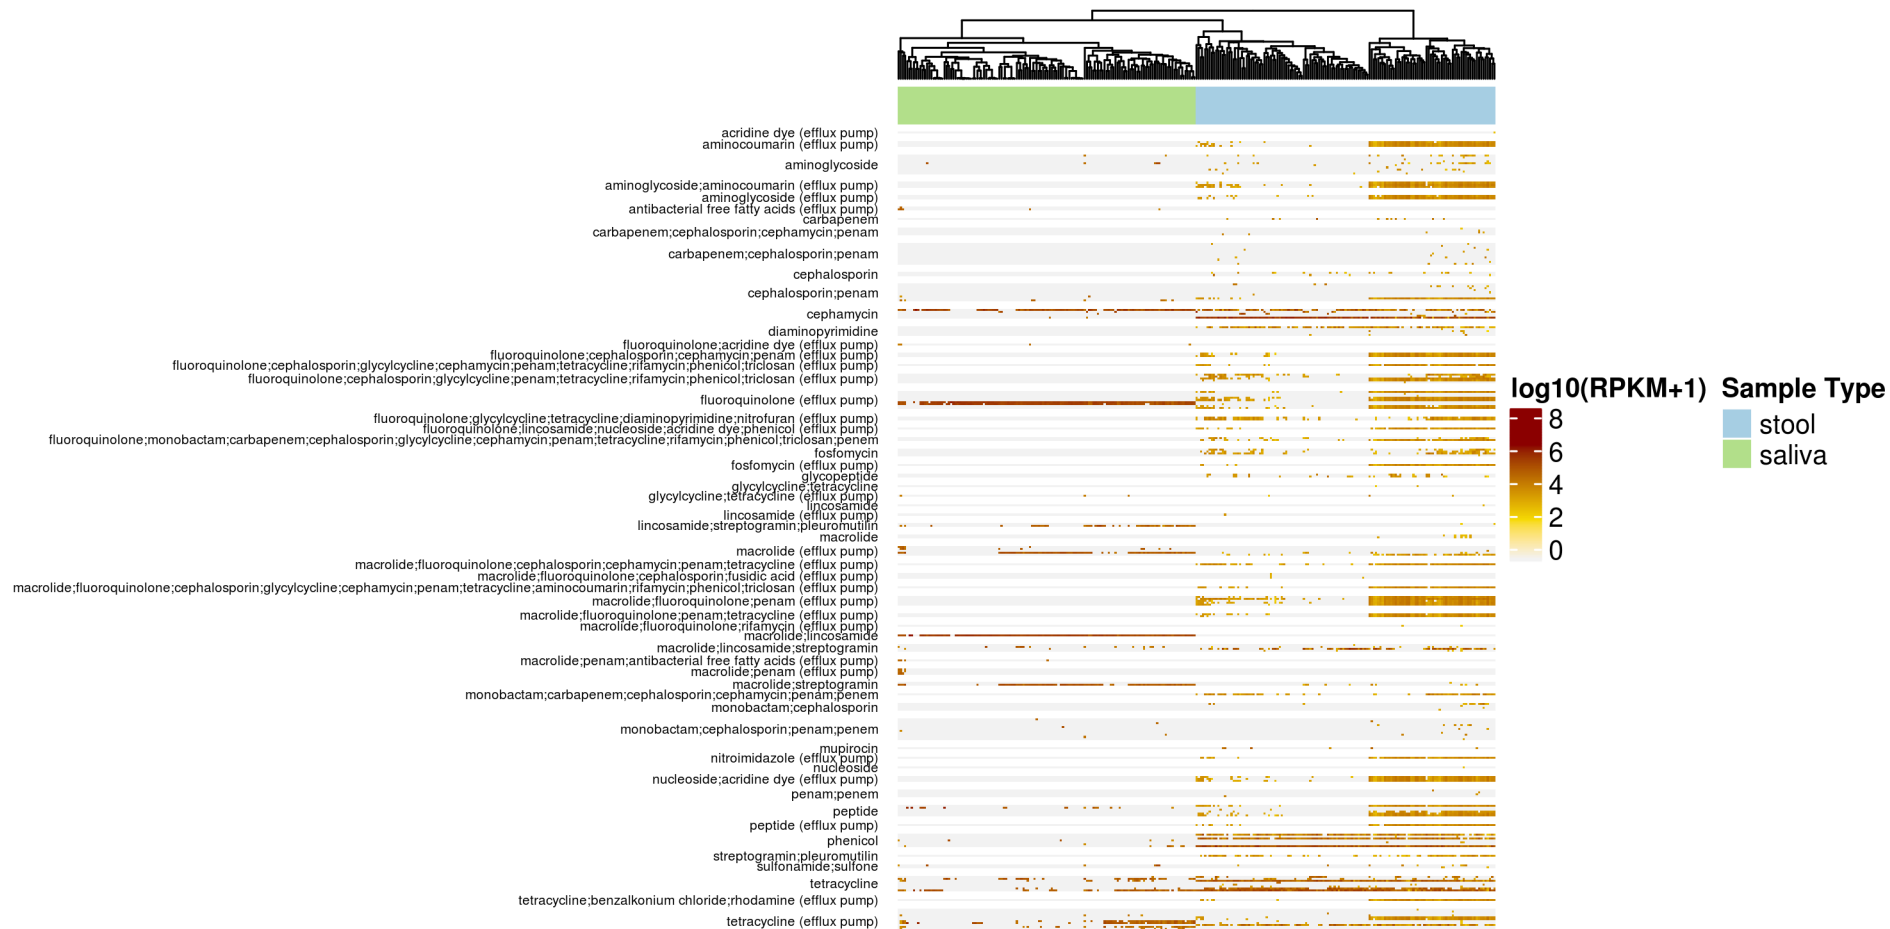 acridine dye (efflux pump)
aminocoumarin (efflux pump)
aminoglycoside
aminoglycoside;aminocoumarin (efflux pump)
aminoglycoside (efflux pump)
antibacterial free fatty acids (efflux pump)
carbapenem
carbapenem;cephalosporin;cephamycin;penam
carbapenem;cephalosporin;penam
cephalosporin
cephalosporin;penam
cephamycin
diaminopyrimidine
fluoroquinolone;acridine dye (efflux pump)
fluoroquinolone;cephalosporin;cephamycin;penam (efflux pump)
fluoroquinolone;cephalosporin;glycylcycline;cephamycin;penam;tetracycline;rifamycin;phenicol;triclosan (efflux pump)
fluoroquinolone;cephalosporin;glycylcycline;penam;tetracycline;rifamycin;phenicol;triclosan (efflux pump)
fluoroquinolone (efflux pump)
fluoroquinolone;glycylcycline;tetracycline;diaminopyrimidine;nitrofuran (efflux pump)
fluoroquinolone;lincosamide;nucleoside;acridine dye;phenicol (efflux pump)
fluoroquinolone;monobactam;carbapenem;cephalosporin;glycylcycline;cephamycin;penam;tetracycline;rifamycin;phenicol;triclosan;penem
fosfomycin
fosfomycin (efflux pump)
glycopeptide
glycylcycline;tetracycline
glycylcycline;tetracycline (efflux pump)
lincosamide
lincosamide (efflux pump)
lincosamide;streptogramin;pleuromutilin
macrolide
macrolide (efflux pump)
macrolide;fluoroquinolone;cephalosporin;cephamycin;penam;tetracycline (efflux pump)
macrolide;fluoroquinolone;cephalosporin;fusidic acid (efflux pump)
macrolide;fluoroquinolone;cephalosporin;glycylcycline;cephamycin;penam;tetracycline;aminocoumarin;rifamycin;phenicol;triclosan (efflux pump)
macrolide;fluoroquinolone;penam (efflux pump)
macrolide;fluoroquinolone;penam;tetracycline (efflux pump)
macrolide;fluoroquinolone;rifamycin (efflux pump)
macrolide;lincosamide
macrolide;lincosamide;streptogramin
macrolide;penam;antibacterial free fatty acids (efflux pump)
macrolide;penam (efflux pump)
macrolide;streptogramin
monobactam;carbapenem;cephalosporin;cephamycin;penam;penem
monobactam;cephalosporin
monobactam;cephalosporin;penam;penem
mupirocin
nitroimidazole (efflux pump)
nucleoside
nucleoside;acridine dye (efflux pump)
penam;penem
peptide
peptide (efflux pump)
phenicol
streptogramin;pleuromutilin
sulfonamide;sulfone
tetracycline
tetracycline;benzalkonium chloride;rhodamine (efflux pump)
tetracycline (efflux pump)
log10(RPKM+1)
8
6
4
2
0
Sample Type
stool
saliva